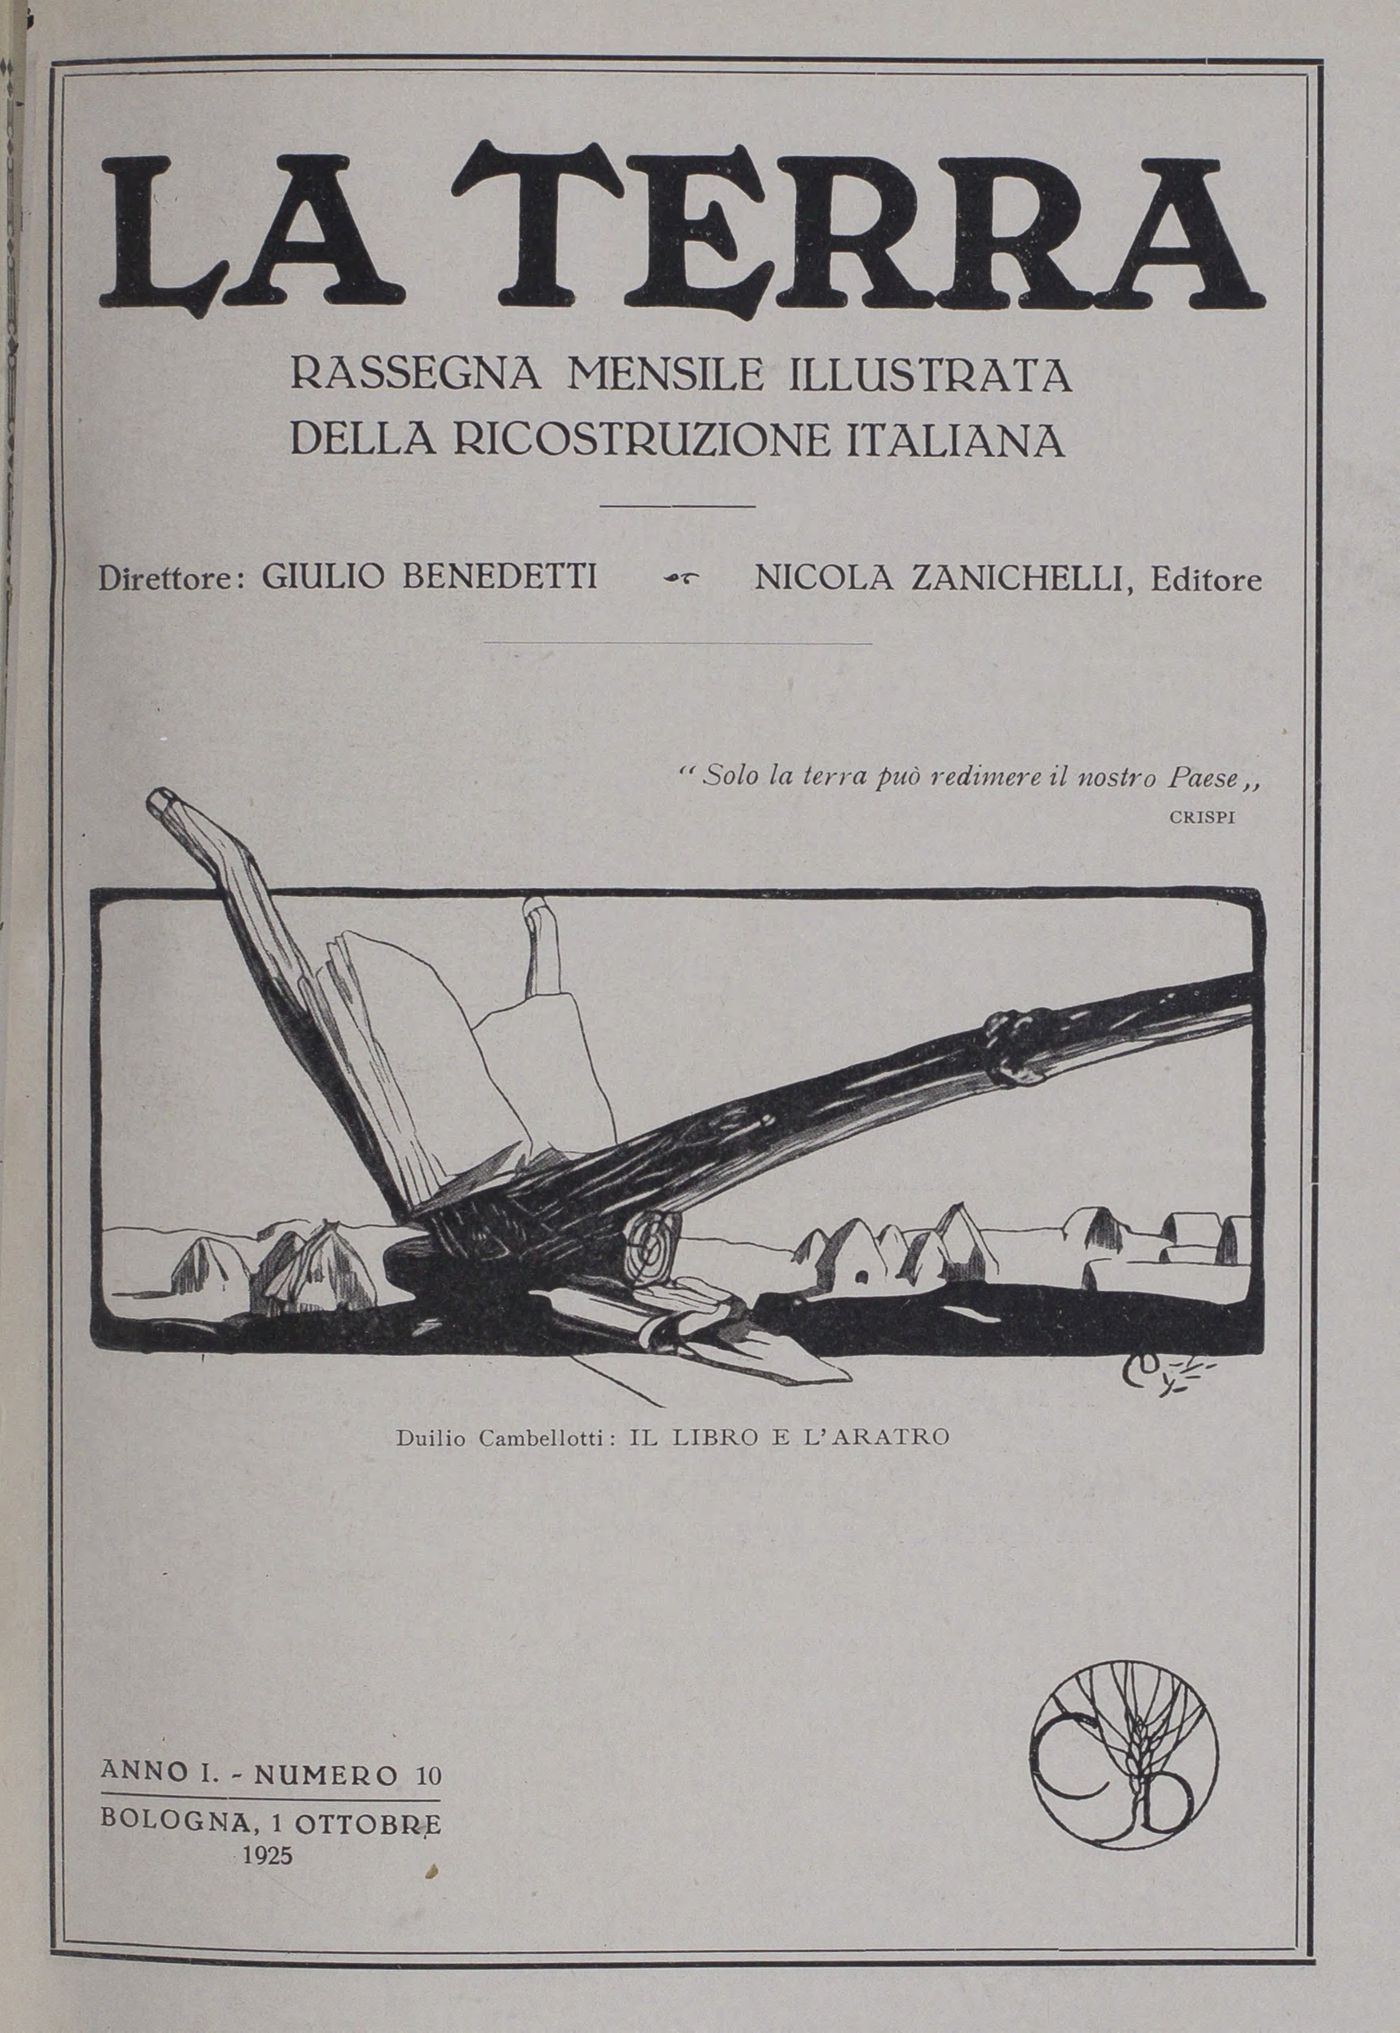 LA TERRA
RASSEGNA MENSILE ILLUSTRATA
DELLA RICOSTRUZIONE ITALIANA
Direttore: GIULIO BENEDETTI NICOLA ZANICHELLI, Editore
“ Solo la terra può redimere il nostro Paese „
CRISPI
Duilio Cambellotti: IL LIBRO E L'ARATRO
ANNO I. - NUMERO 10
BOLOGNA, 1 OTTOBRE
1925